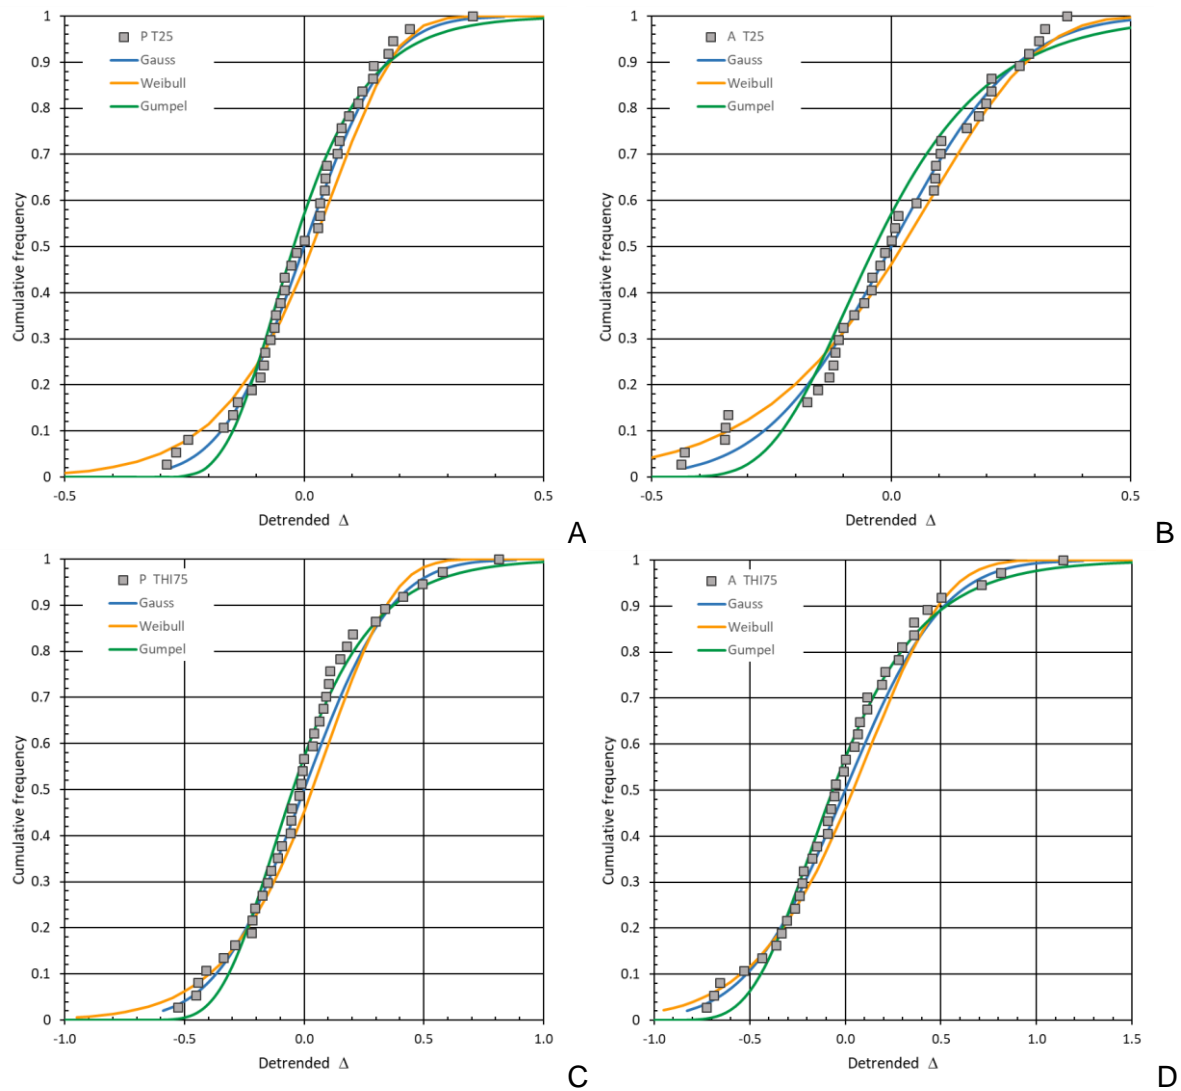 1
0.9
0.8
0.7
0.6
0.5
0.4
0.3
0.2
0.1
0
Cumulative frequency
P T25
Gauss
Weibull
Gumpel
-0.5 0.0 0.5
Detrended Δ
A
1
0.9
0.8
0.7
0.6
0.5
0.4
0.3
0.2
0.1
0
Cumulative frequency
A T25
Gauss
Weibull
Gumpel
-0.5 0.0 0.5
Detrended Δ
B
1
0.9
0.8
0.7
0.6
0.5
0.4
0.3
0.2
0.1
0
Cumulative frequency
P THI75
Gauss
Weibull
Gumpel
-1.0 -0.5 0.0 0.5 1.0
Detrended Δ
C
1
0.9
0.8
0.7
0.6
0.5
0.4
0.3
0.2
0.1
0
Cumulative frequency
A THI75
Gauss
Weibull
Gumpel
-1.0 -0.5 0.0 0.5 1.0 1.5
Detrended Δ
D